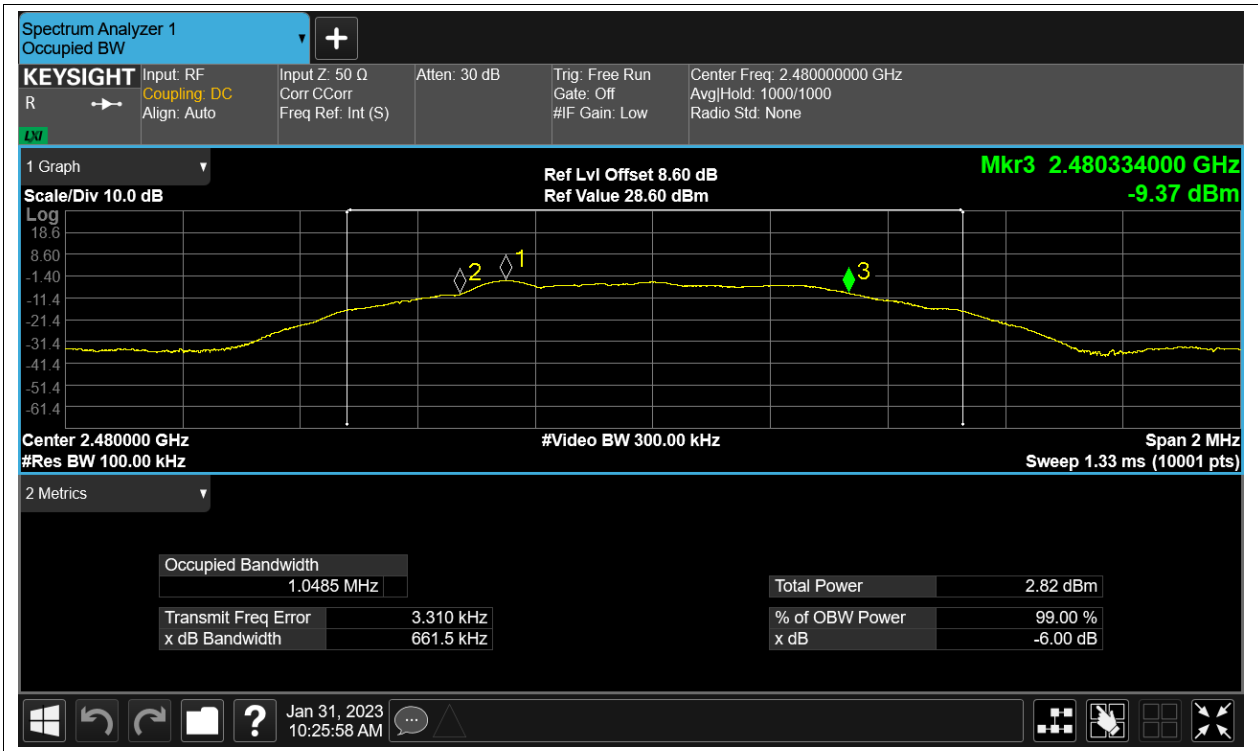 Spectrum Analyzer 1
Occupied BW
KEYSIGHT
R
LXI
Input: RF
Coupling: DC
Align: Auto
Input Z: 50 Ω
Corr CCorr
Freq Ref: Int (S)
Atten: 30 dB
Trig: Free Run
Gate: Off
#IF Gain: Low
Center Freq: 2.480000000 GHz
Avg|Hold: 1000/1000
Radio Std: None
1 Graph
Scale/Div 10.0 dB
Ref Lvl Offset 8.60 dB
Ref Value 28.60 dBm
Mkr3 2.480334000 GHz
-9.37 dBm
Log
18.6
8.60
-1.40
-11.4
-21.4
-31.4
-41.4
-51.4
-61.4
2
1
3
Center 2.480000 GHz
#Res BW 100.00 kHz
#Video BW 300.00 kHz
Span 2 MHz
Sweep 1.33 ms (10001 pts)
2 Metrics
Occupied Bandwidth
1.0485 MHz
Transmit Freq Error 3.310 kHz
x dB Bandwidth 661.5 kHz
Total Power 2.82 dBm
% of OBW Power 99.00 %
x dB -6.00 dB
?
Jan 31, 2023
10:25:58 AM